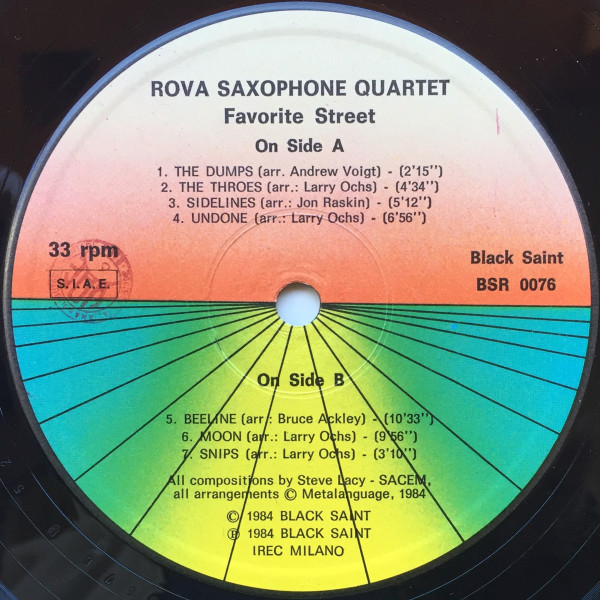 ROVA SAXOPHONE QUARTET
Favorite Street
On Side A
1. THE DUMPS (arr. Andrew Voigt) - (2'15'')
2. THE THROES (arr.: Larry Ochs) - (4'34'')
3. SIDELINES (arr.: Jon Raskin) - (5'12'')
4. UNDONE (arr.: Larry Ochs) - (6'56'')
33 rpm
S.I.A.E.
Black Saint
BSR 0076
On Side B
5. BEELINE (arr.: Bruce Ackley) - (10'33'')
6. MOON (arr.: Larry Ochs) - (9'56'')
7. SNIPS (arr.: Larry Ochs) - (3'10'')
All compositions by Steve Lacy - SACEM,
all arrangements © Metalanguage, 1984
© 1984 BLACK SAINT
℗ 1984 BLACK SAINT
IREC MILANO